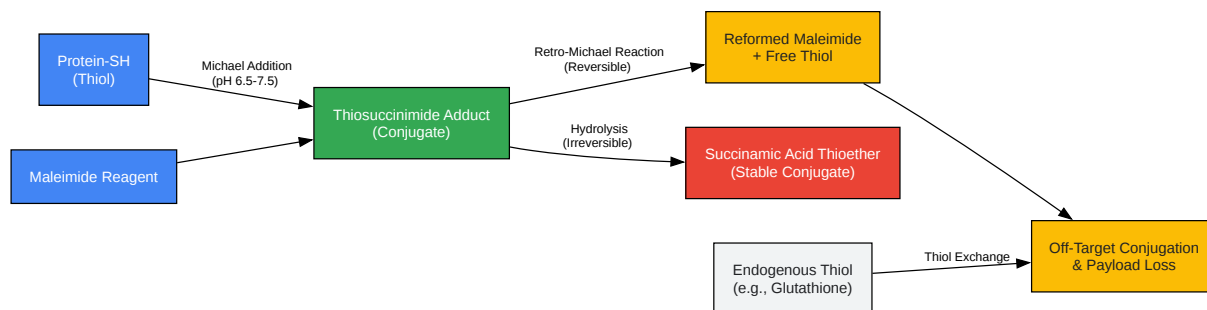 Protein-SH
(Thiol)
Michael Addition
(pH 6.5-7.5)
Maleimide Reagent
Thiosuccinimide Adduct
(Conjugate)
Retro-Michael Reaction
(Reversible)
Reformed Maleimide
+ Free Thiol
Hydrolysis
(Irreversible)
Succinamic Acid Thioether
(Stable Conjugate)
Endogenous Thiol
(e.g., Glutathione)
Thiol Exchange
Off-Target Conjugation
& Payload Loss